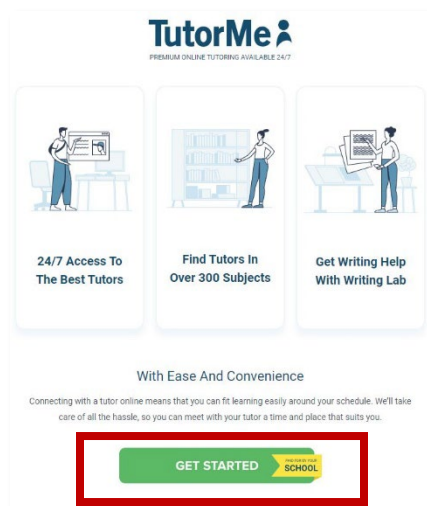 TutorMe
PREMIUM ONLINE TUTORING AVAILABLE 24/7
24/7 Access To
The Best Tutors
Find Tutors In
Over 300 Subjects
Get Writing Help
With Writing Lab
With Ease And Convenience
Connecting with a tutor online means that you can fit learning easily around your schedule. We'll take
care of all the hassle, so you can meet with your tutor a time and place that suits you.
GET STARTED
SCHOOL